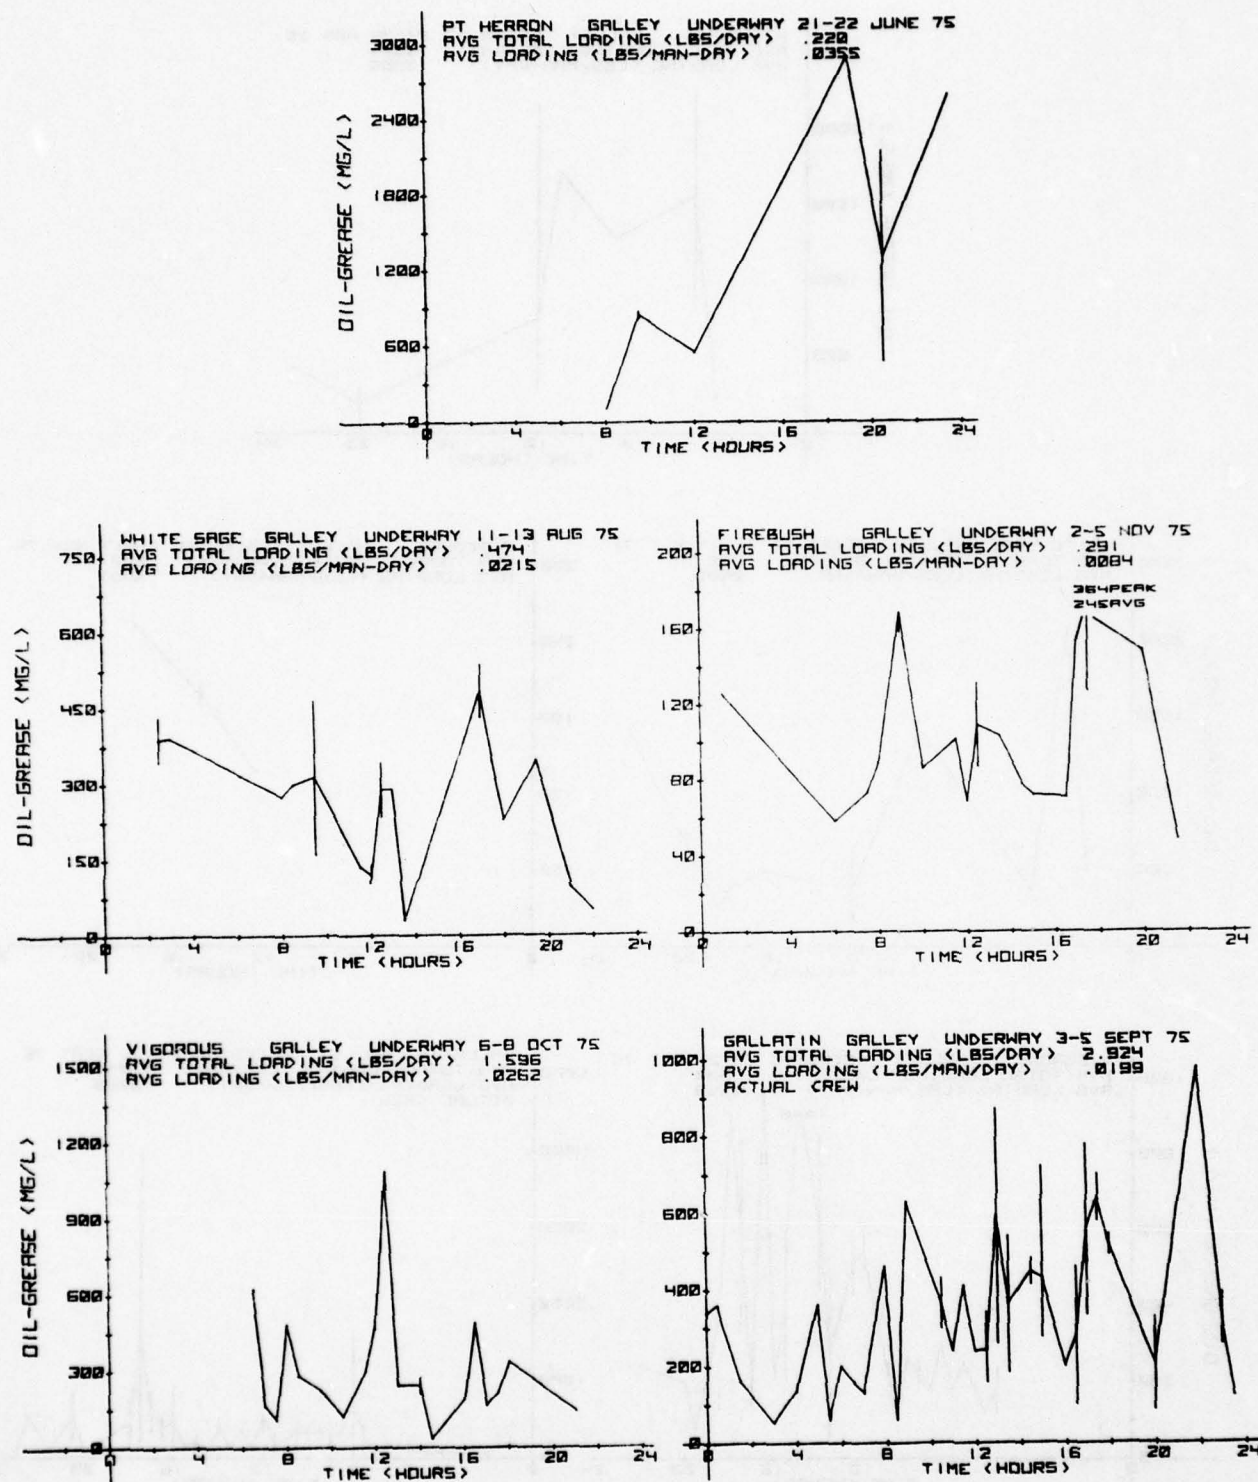 PT HERRON GALLEY UNDERWAY 21-22 JUNE 75
AVG TOTAL LOADING <LBS/DAY> .220
AVG LOADING <LBS/MAN-DAY> .0355
3000
2400
1800
1200
600
0
OIL-GREASE <MG/L>
0 4 8 12 16 20 24
TIME <HOURS>
WHITE SAGE GALLEY UNDERWAY 11-13 AUG 75
AVG TOTAL LOADING <LBS/DAY> .474
AVG LOADING <LBS/MAN-DAY> .0215
750
600
450
300
150
0
OIL-GREASE <MG/L>
0 4 8 12 16 20 24
TIME <HOURS>
FIREBUSH GALLEY UNDERWAY 2-5 NOV 75
AVG TOTAL LOADING <LBS/DAY> .291
AVG LOADING <LBS/MAN-DAY> .0084
364PEAK
245AVG
200
160
120
80
40
0
0 4 8 12 16 20 24
TIME <HOURS>
VIGOROUS GALLEY UNDERWAY 6-8 OCT 75
AVG TOTAL LOADING <LBS/DAY> 1.596
AVG LOADING <LBS/MAN-DAY> .0262
1500
1200
900
600
300
0
OIL-GREASE <MG/L>
0 4 8 12 16 20 24
TIME <HOURS>
GALLATIN GALLEY UNDERWAY 3-5 SEPT 75
AVG TOTAL LOADING <LBS/DAY> 2.924
AVG LOADING <LBS/MAN/DAY> .0199
ACTUAL CREW
1000
800
600
400
200
0
0 4 8 12 16 20 24
TIME <HOURS>